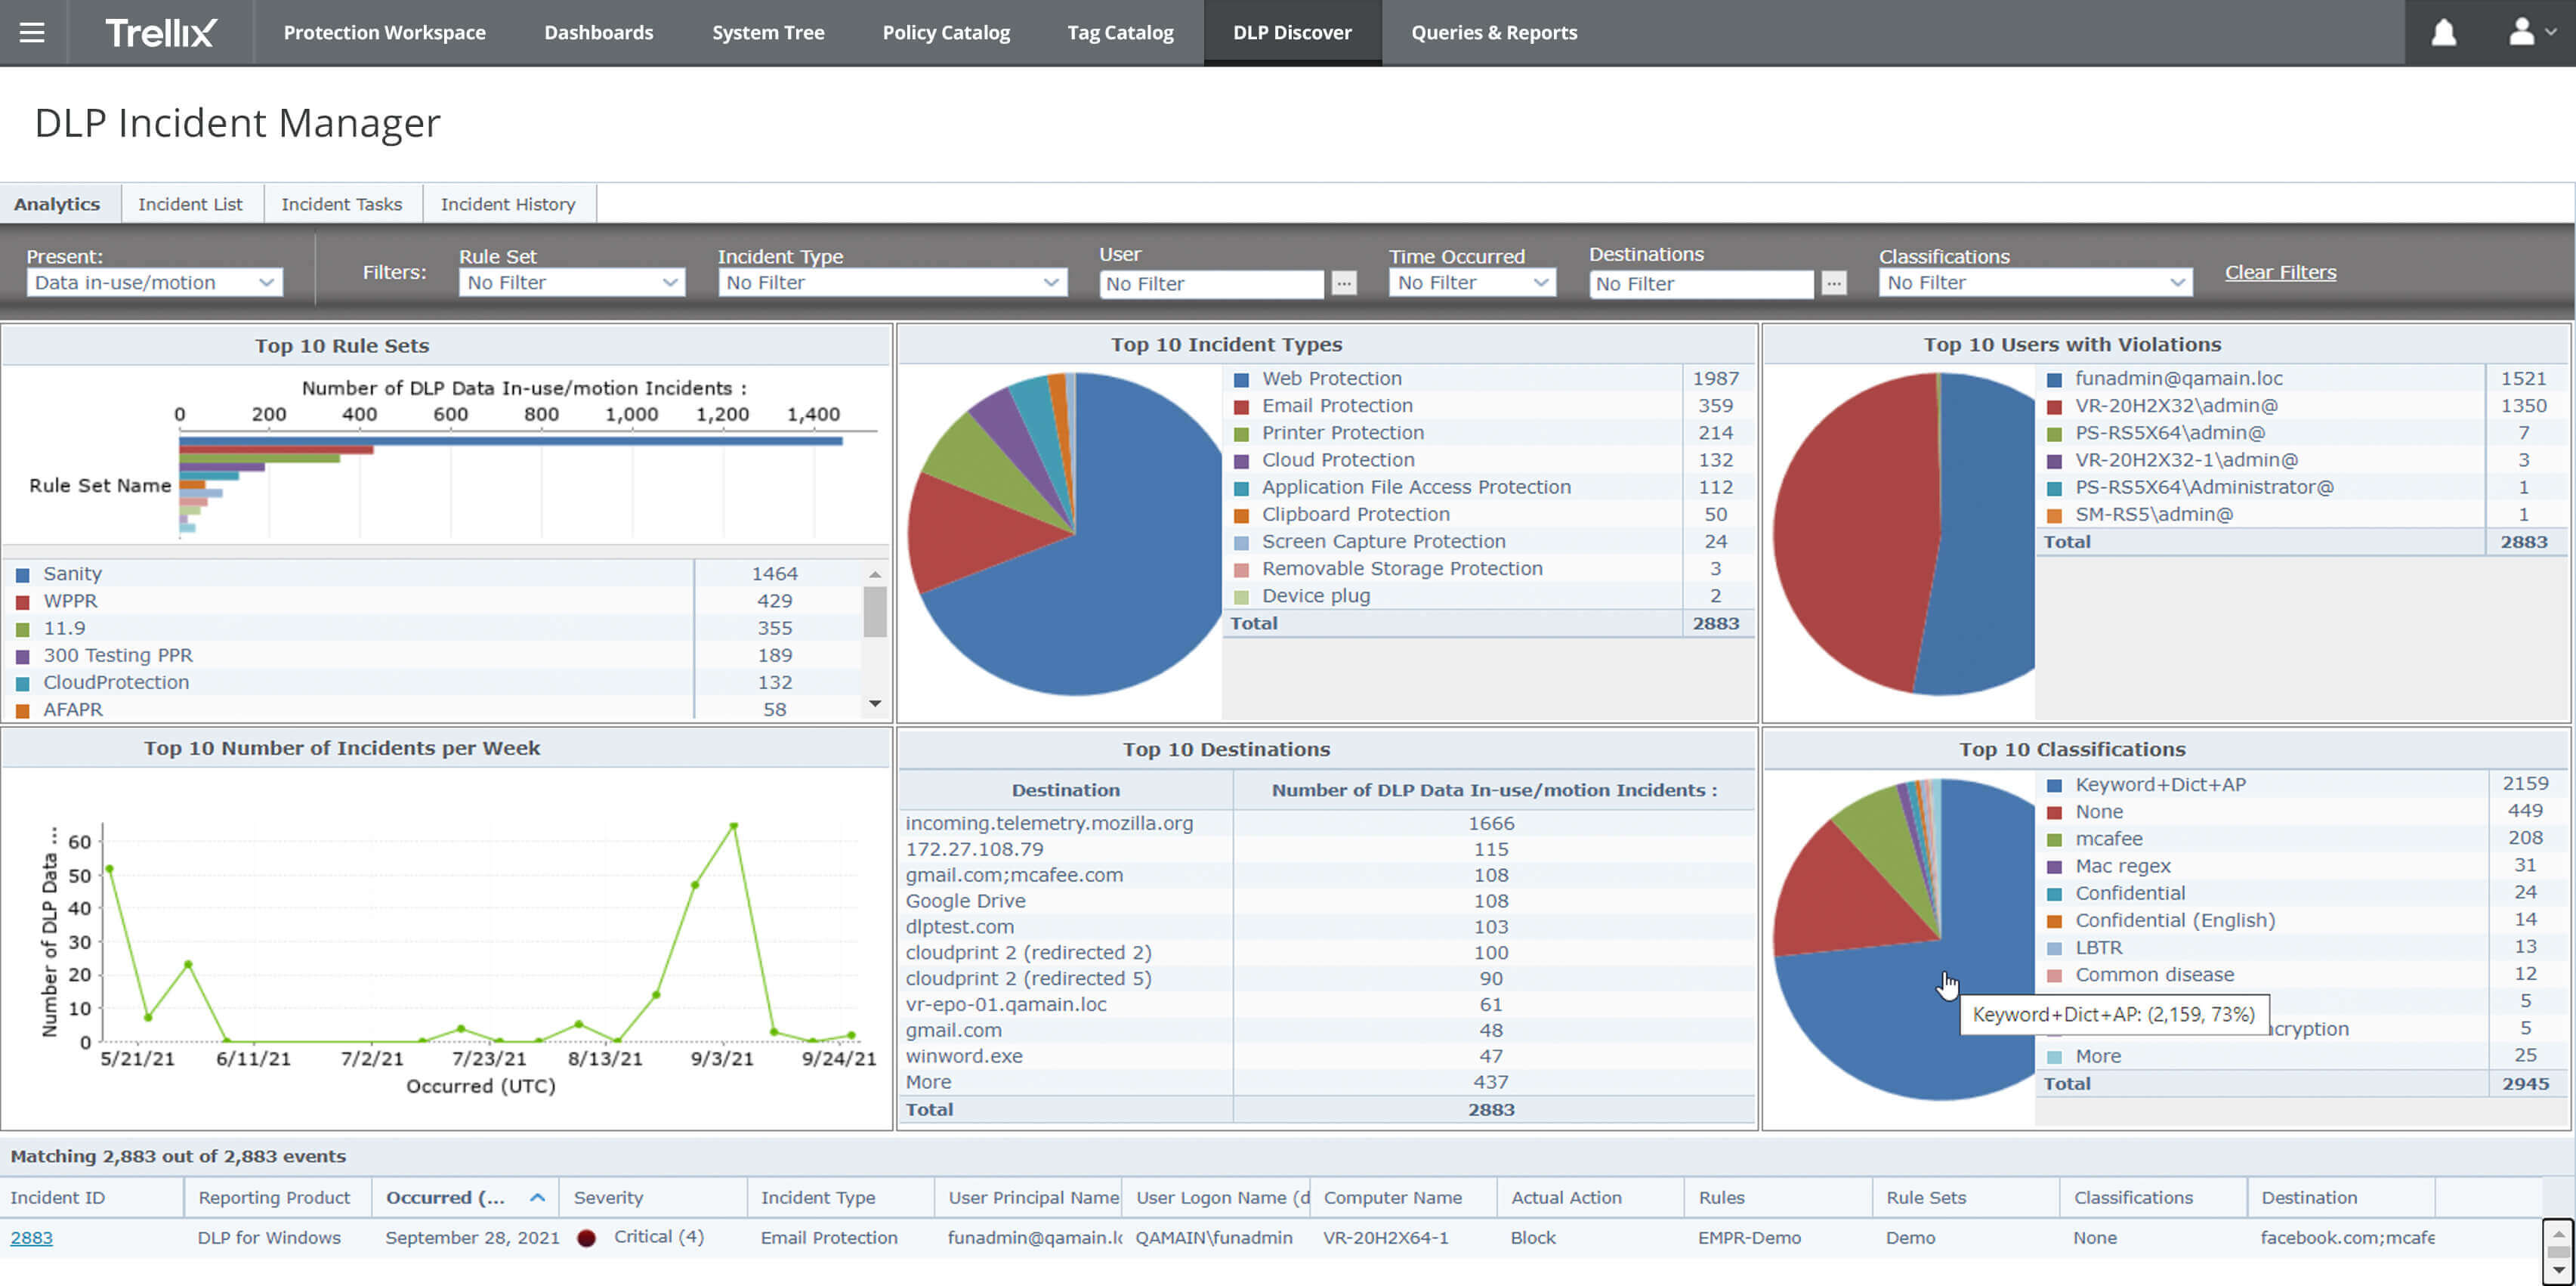 Trellix Protection Workspace Dashboards System Tree Policy Catalog Tag Catalog DLP Discover Queries & Reports
DLP Incident Manager
Analytics Incident List Incident Tasks Incident History
Present:
Data in-use/motion
Filters:
Rule Set
No Filter
Incident Type
No Filter
User
No Filter
...
Time Occurred
No Filter
Destinations
No Filter
...
Classifications
No Filter
Clear Filters
Top 10 Rule Sets
Number of DLP Data In-use/motion Incidents :
0 200 400 600 800 1,000 1,200 1,400
Rule Set Name
Sanity 1464
WPPR 429
11.9 355
300 Testing PPR 189
CloudProtection 132
AFAPR 58
Top 10 Incident Types
Web Protection 1987
Email Protection 359
Printer Protection 214
Cloud Protection 132
Application File Access Protection 112
Clipboard Protection 50
Screen Capture Protection 24
Removable Storage Protection 3
Device plug 2
Total 2883
Top 10 Users with Violations
funadmin@qamain.loc 1521
VR-20H2X32\admin@ 1350
PS-RS5X64\admin@ 7
VR-20H2X32-1\admin@ 3
PS-RS5X64\Administrator@ 1
SM-RS5\admin@ 1
Total 2883
Top 10 Number of Incidents per Week
Number of DLP Data ...
60
50
40
30
20
10
0
5/21/21 6/11/21 7/2/21 7/23/21 8/13/21 9/3/21 9/24/21
Occurred (UTC)
Top 10 Destinations
Destination Number of DLP Data In-use/motion Incidents :
incoming.telemetry.mozilla.org 1666
172.27.108.79 115
gmail.com;mcafee.com 108
Google Drive 108
dlptest.com 103
cloudprint 2 (redirected 2) 100
cloudprint 2 (redirected 5) 90
vr-epo-01.qamain.loc 61
gmail.com 48
winword.exe 47
More 437
Total 2883
Top 10 Classifications
Keyword+Dict+AP 2159
None 449
mcafee 208
Mac regex 31
Confidential 24
Confidential (English) 14
LBTR 13
Common disease 12
5
Keyword+Dict+AP: (2,159, 73%)
ncryption 5
More 25
Total 2945
Matching 2,883 out of 2,883 events
Incident ID Reporting Product Occurred (... Severity Incident Type User Principal Name User Logon Name (d Computer Name Actual Action Rules Rule Sets Classifications Destination
2883 DLP for Windows September 28, 2021 Critical (4) Email Protection funadmin@qamain.lc QAMAIN\funadmin VR-20H2X64-1 Block EMPR-Demo Demo None facebook.com;mcafe